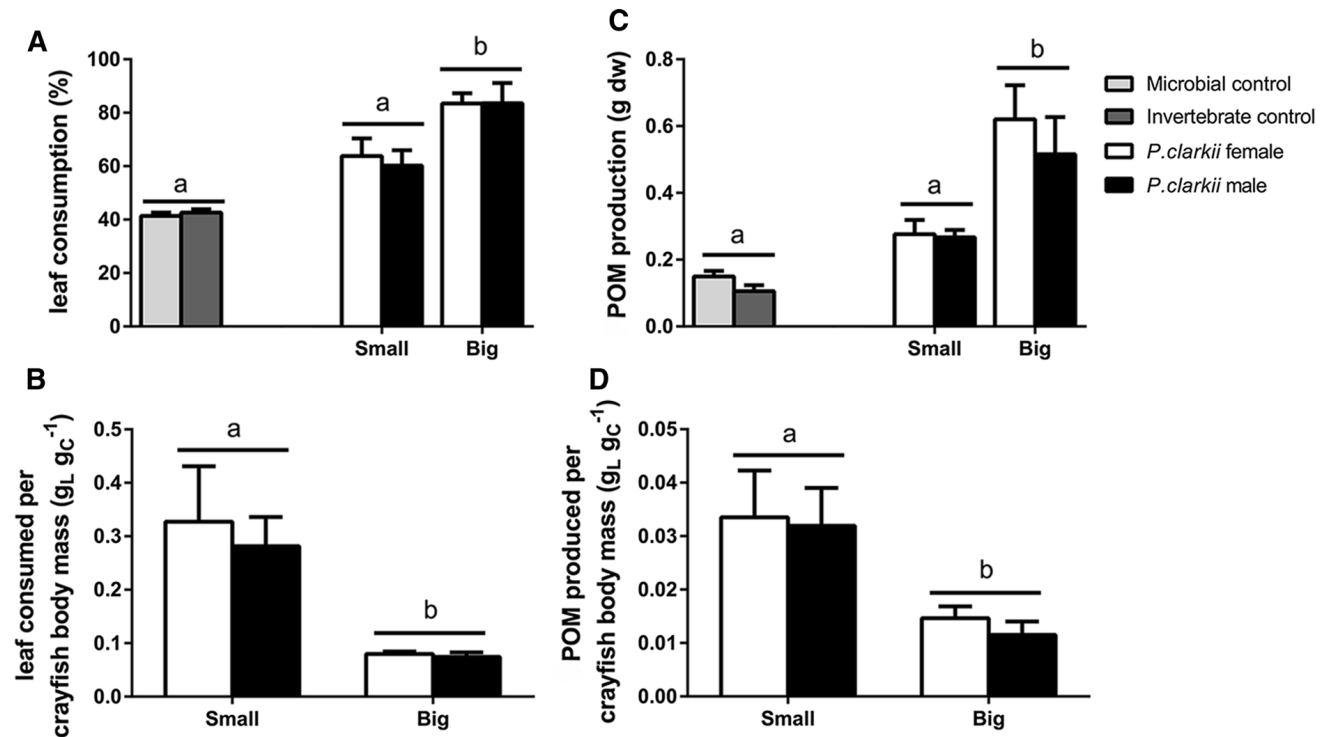 A
leaf consumption (%)
100
80
60
40
20
0
a
a
b
Small Big
C
POM production (g dw)
0.8
0.6
0.4
0.2
0.0
a
a
b
Small Big
Microbial control
Invertebrate control
P.clarkii female
P.clarkii male
B
leaf consumed per
crayfish body mass (gL gC-1)
0.5
0.4
0.3
0.2
0.1
0.0
a
b
Small Big
D
POM produced per
crayfish body mass (gL gC-1)
0.05
0.04
0.03
0.02
0.01
0.00
a
b
Small Big